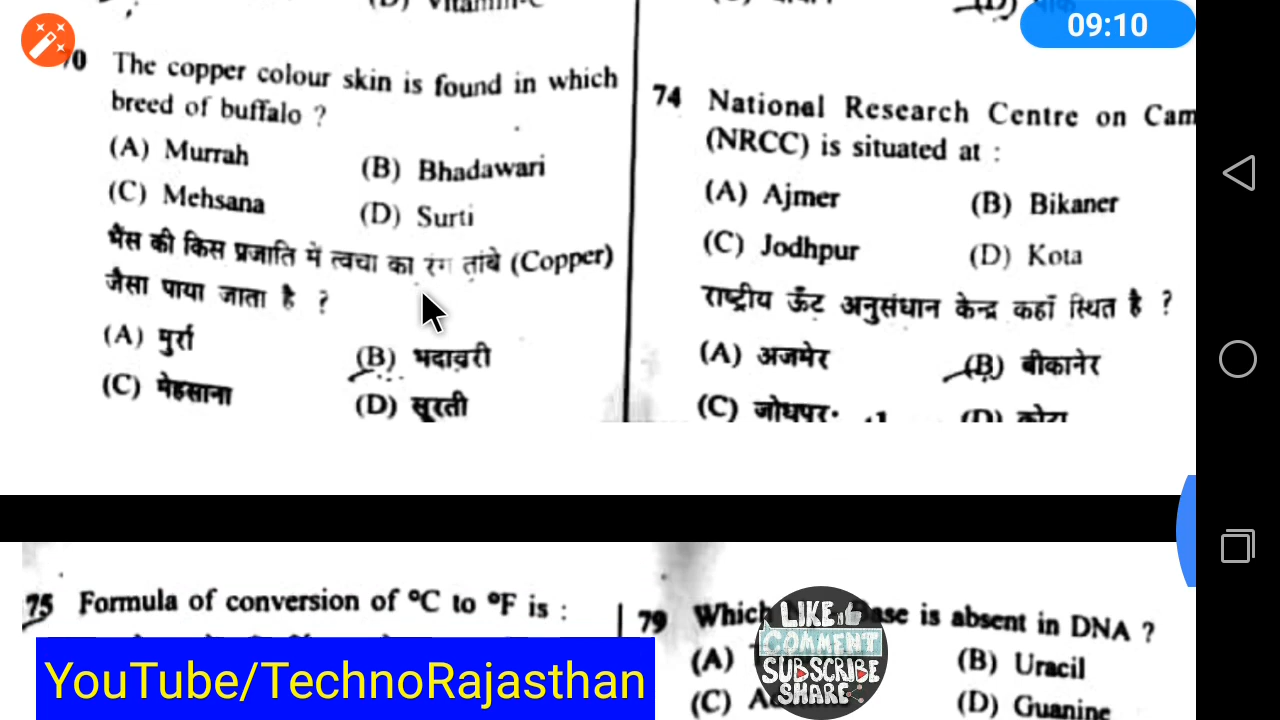 (D) Vitamin-C
09:10
70 The copper colour skin is found in which
breed of buffalo ?
(A) Murrah (B) Bhadawari
(C) Mehsana (D) Surti
भैंस की किस प्रजाति में त्वचा का रंग तांबे (Copper)
जैसा पाया जाता है ?
(A) मुर्रा (B) भदावरी
(C) मेहसाना (D) सूरती
74 National Research Centre on Cam
(NRCC) is situated at :
(A) Ajmer (B) Bikaner
(C) Jodhpur (D) Kota
राष्ट्रीय ऊँट अनुसंधान केन्द्र कहाँ स्थित है ?
(A) अजमेर (B) बीकानेर
(C) जोधपुर (D) कोटा
75 Formula of conversion of °C to °F is :
79 Which ase is absent in DNA ?
(A) (B) Uracil
(C) A (D) Guanine
YouTube/TechnoRajasthan
LIKE
COMMENT
SUBSCRIBE
SHARE